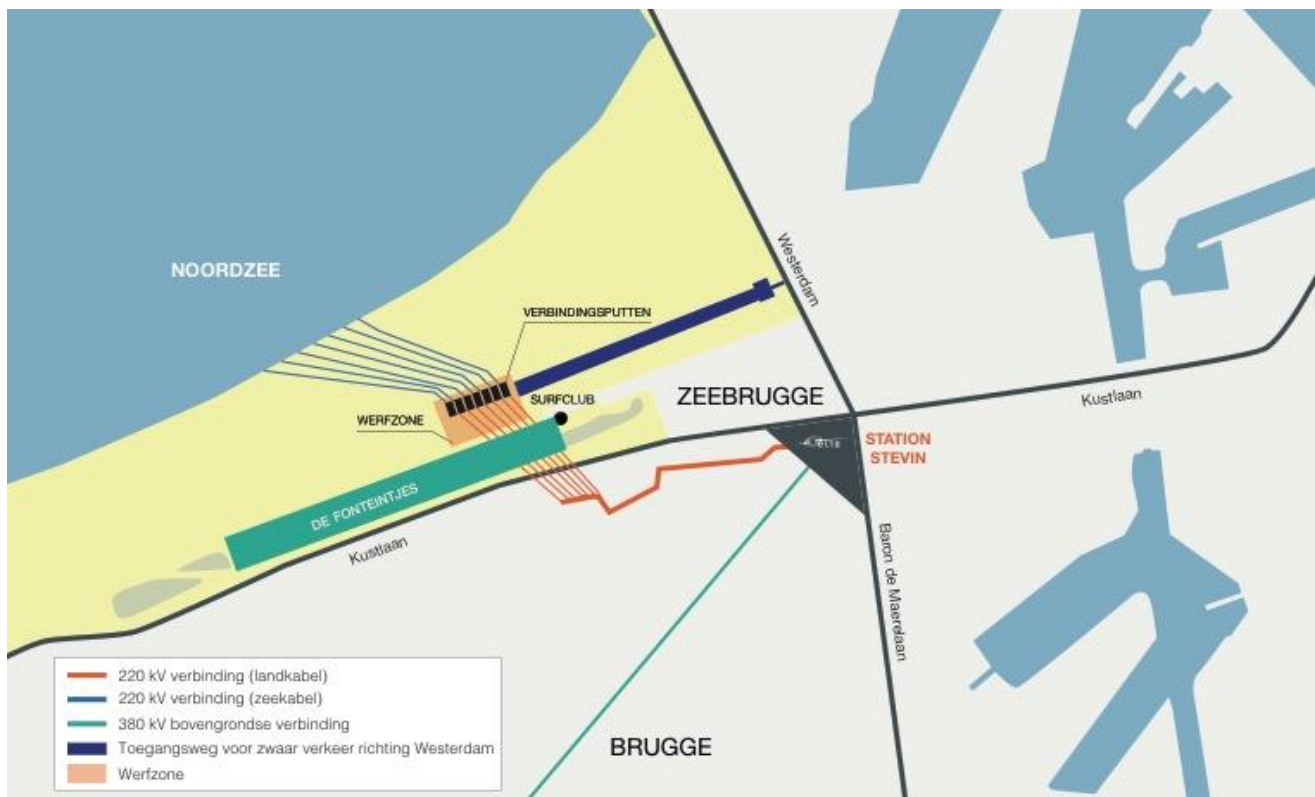 Westerdam
NOORDZEE
VERBINDINGSPUTTEN
ZEEBRUGGE
SURFCLUB
Kustlaan
WERFZONE
STATION
STEVIN
DE FONTEINTJES
Kustlaan
Baron de Maerelaan
BRUGGE
220 kV verbinding (landkabel)
220 kV verbinding (zeekabel)
380 kV bovengrondse verbinding
Toegangsweg voor zwaar verkeer richting Westerdam
Werfzone